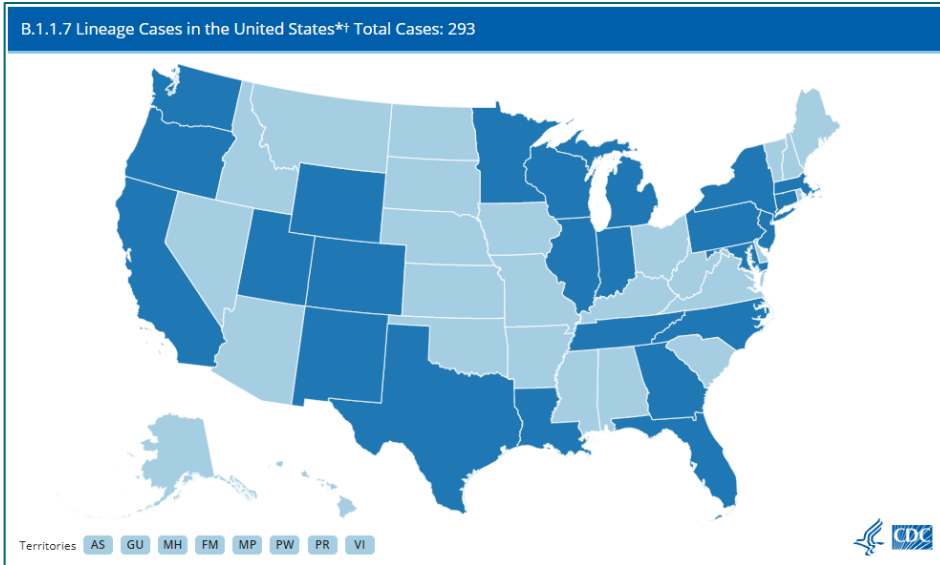 B.1.1.7 Lineage Cases in the United States*† Total Cases: 293
Territories AS GU MH FM MP PW PR VI
CDC